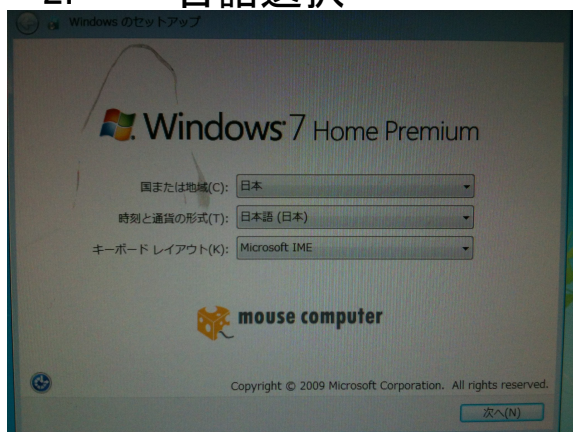 2. 言語選択
Windows のセットアップ
Windows 7 Home Premium
国または地域(C): 日本
時刻と通貨の形式(T): 日本語 (日本)
キーボード レイアウト(K): Microsoft IME
mouse computer
Copyright © 2009 Microsoft Corporation. All rights reserved.
次へ(N)